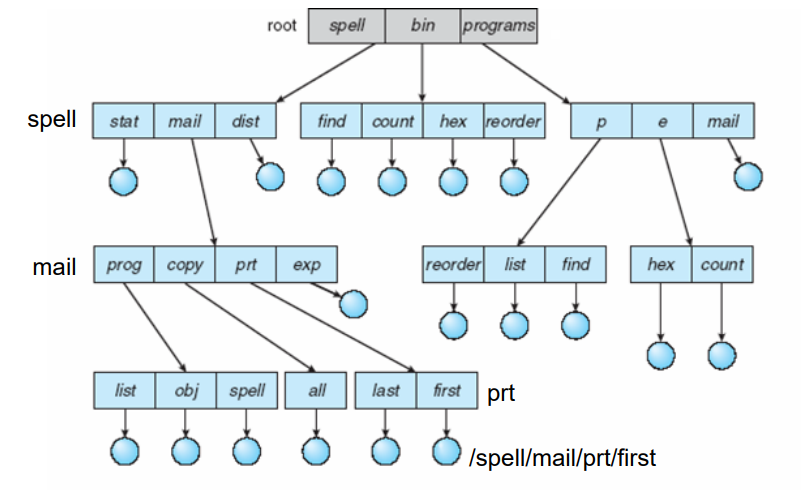 root spell bin programs
spell stat mail dist find count hex reorder p e mail
mail prog copy prt exp reorder list find hex count
list obj spell all last first prt
/spell/mail/prt/first